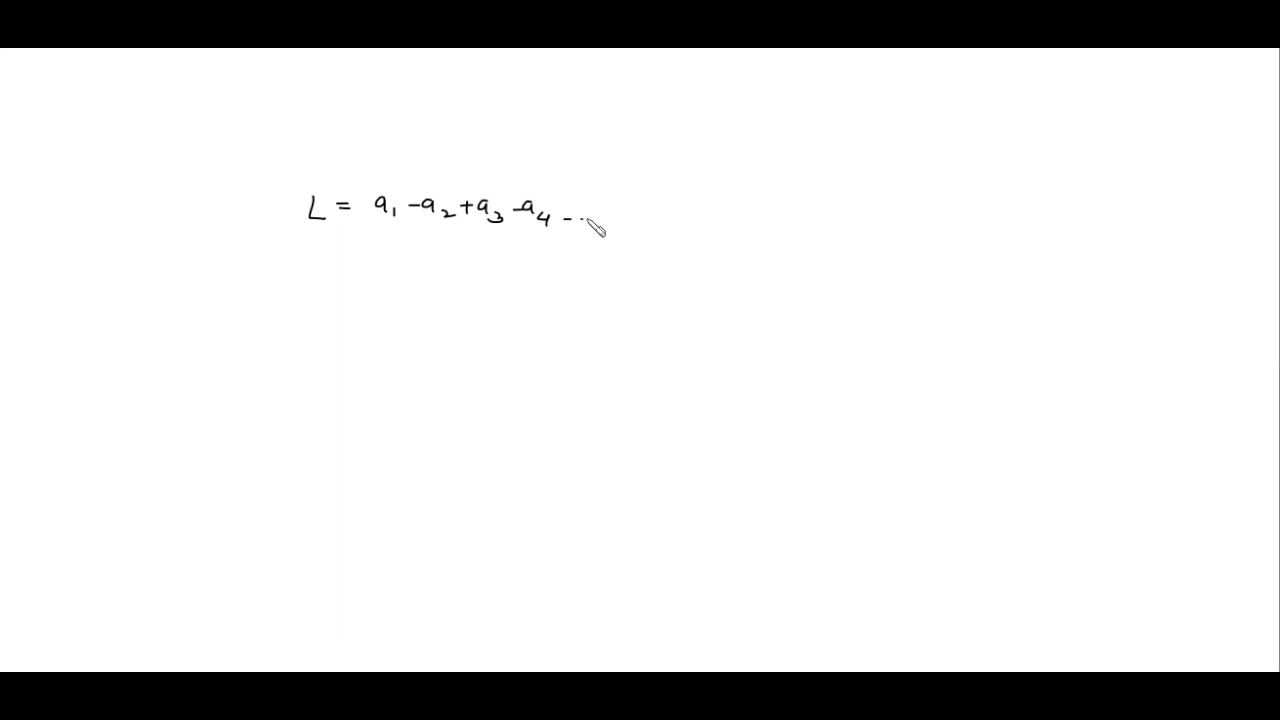 L = a₁ -a₂ +a₃ -a₄ - ..